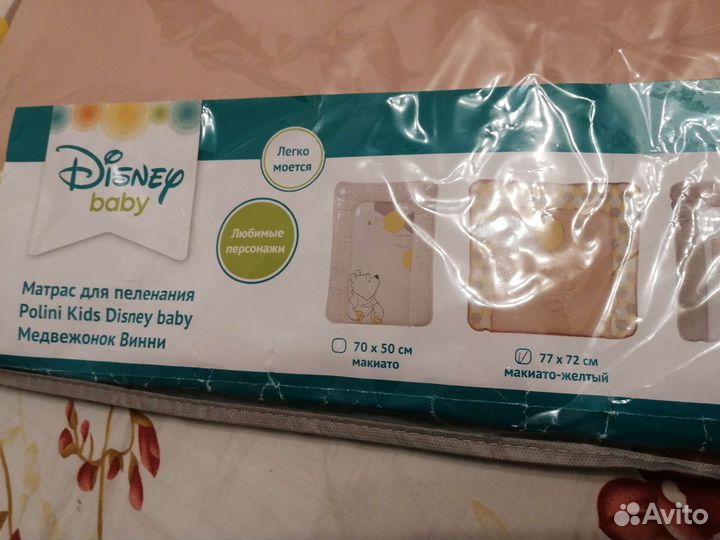 Disney
baby
Легко
моется
Любимые
персонажи
Матрас для пеленания
Polini Kids Disney baby
Медвежонок Винни
70 x 50 см
макиато
77 x 72 см
макиато-желтый
Avito